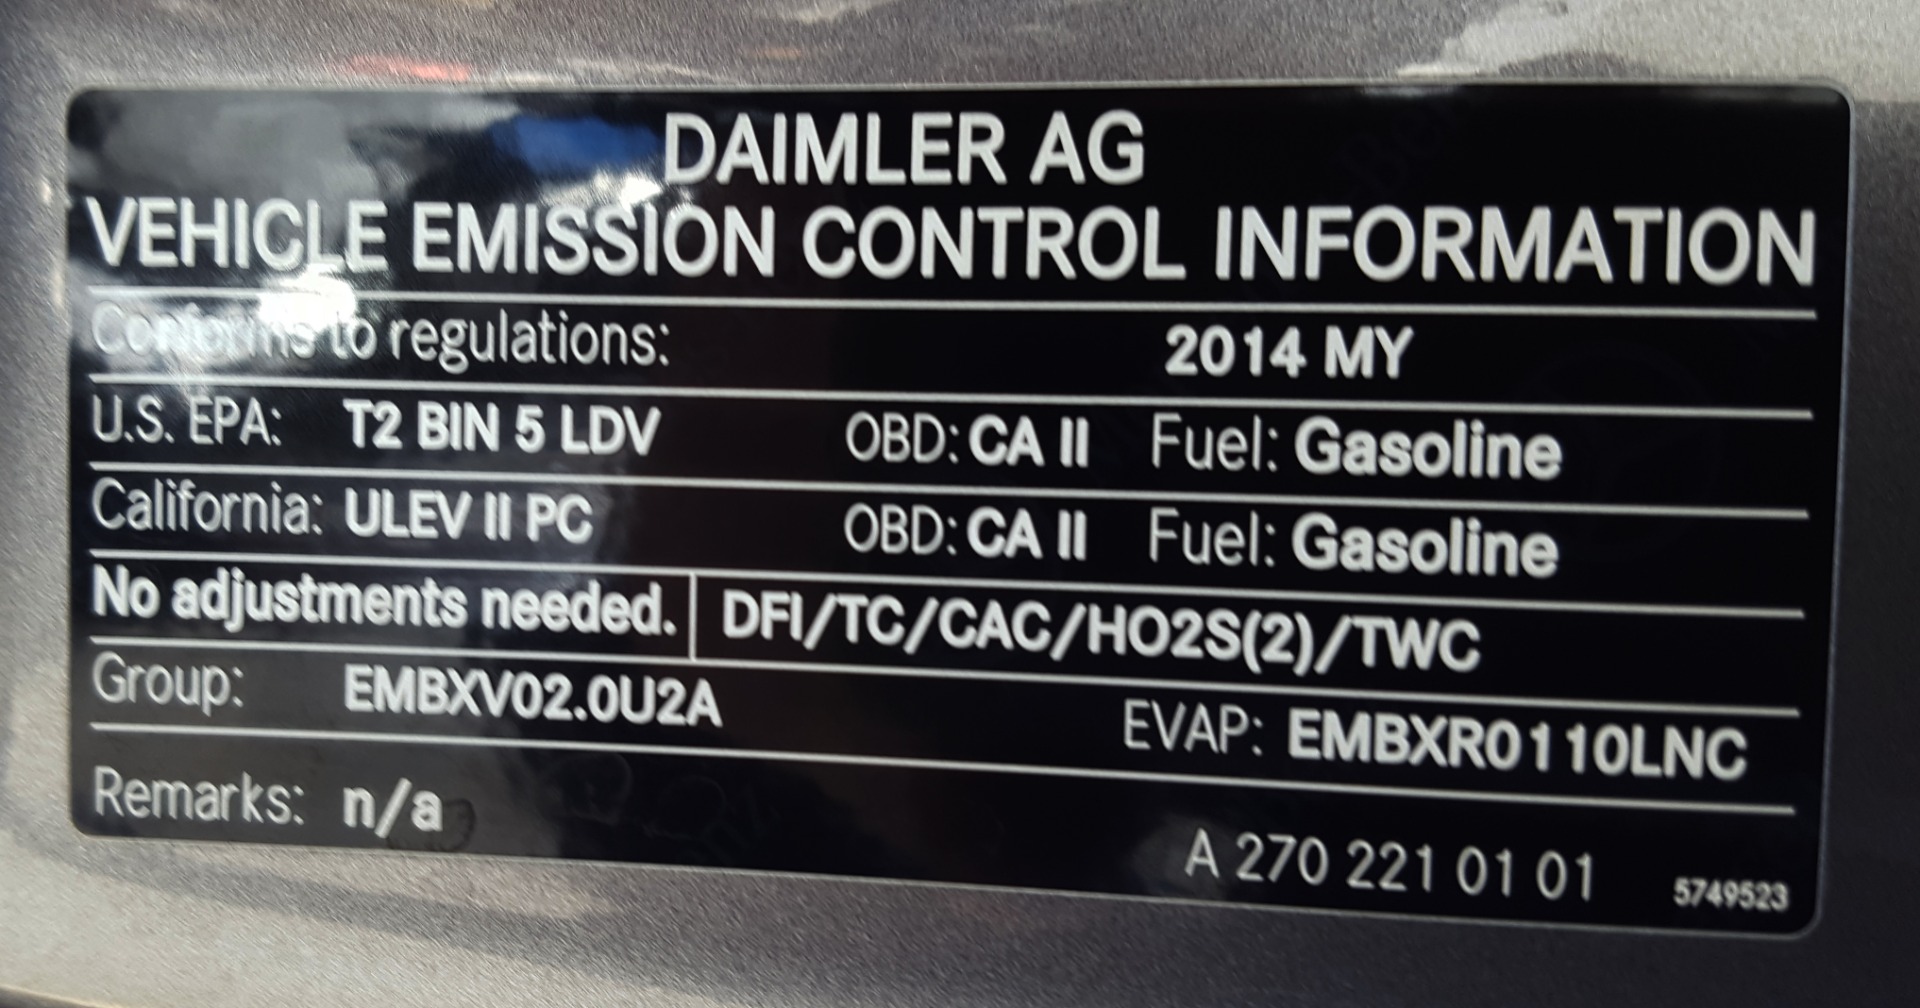 DAIMLER AG
VEHICLE EMISSION CONTROL INFORMATION
Conforms to regulations: 2014 MY
U.S. EPA: T2 BIN 5 LDV OBD: CA II Fuel: Gasoline
California: ULEV II PC OBD: CA II Fuel: Gasoline
No adjustments needed. DFI/TC/CAC/HO2S(2)/TWC
Group: EMBXV02.0U2A EVAP: EMBXR0110LNC
Remarks: n/a
A 270 221 01 01 5749523